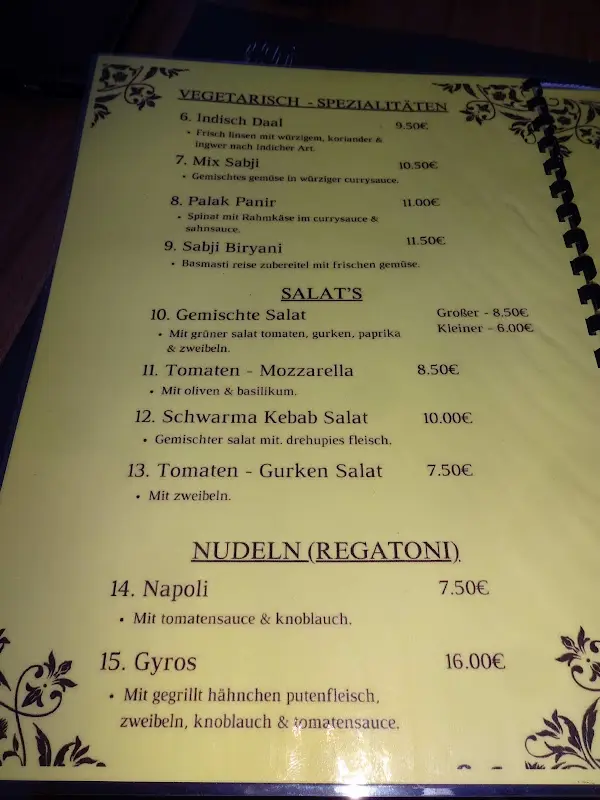 VEGETARISCH - SPEZIALITÄTEN
6. Indisch Daal 9.50€
• Frisch linsen mit würzigem, koriander &
ingwer nach indicher Art.
7. Mix Sabji 10.50€
• Gemischtes gemüse in würziger currysauce.
8. Palak Panir 11.00€
• Spinat mit Rahmkäse im currysauce &
sahnsauce.
9. Sabji Biryani 11.50€
• Basmasti reise zubereitel mit frischen gemüse.
SALAT'S
10. Gemischte Salat Großer - 8.50€
Kleiner - 6.00€
• Mit grüner salat tomaten, gurken, paprika
& zweibeln.
11. Tomaten - Mozzarella 8.50€
• Mit oliven & basilikum.
12. Schwarma Kebab Salat 10.00€
• Gemischter salat mit. drehupies fleisch.
13. Tomaten - Gurken Salat 7.50€
• Mit zweibeln.
NUDELN (REGATONI)
14. Napoli 7.50€
• Mit tomatensauce & knoblauch.
15. Gyros 16.00€
• Mit gegrillt hähnchen putenfleisch,
zweibeln, knoblauch & tomatensauce.